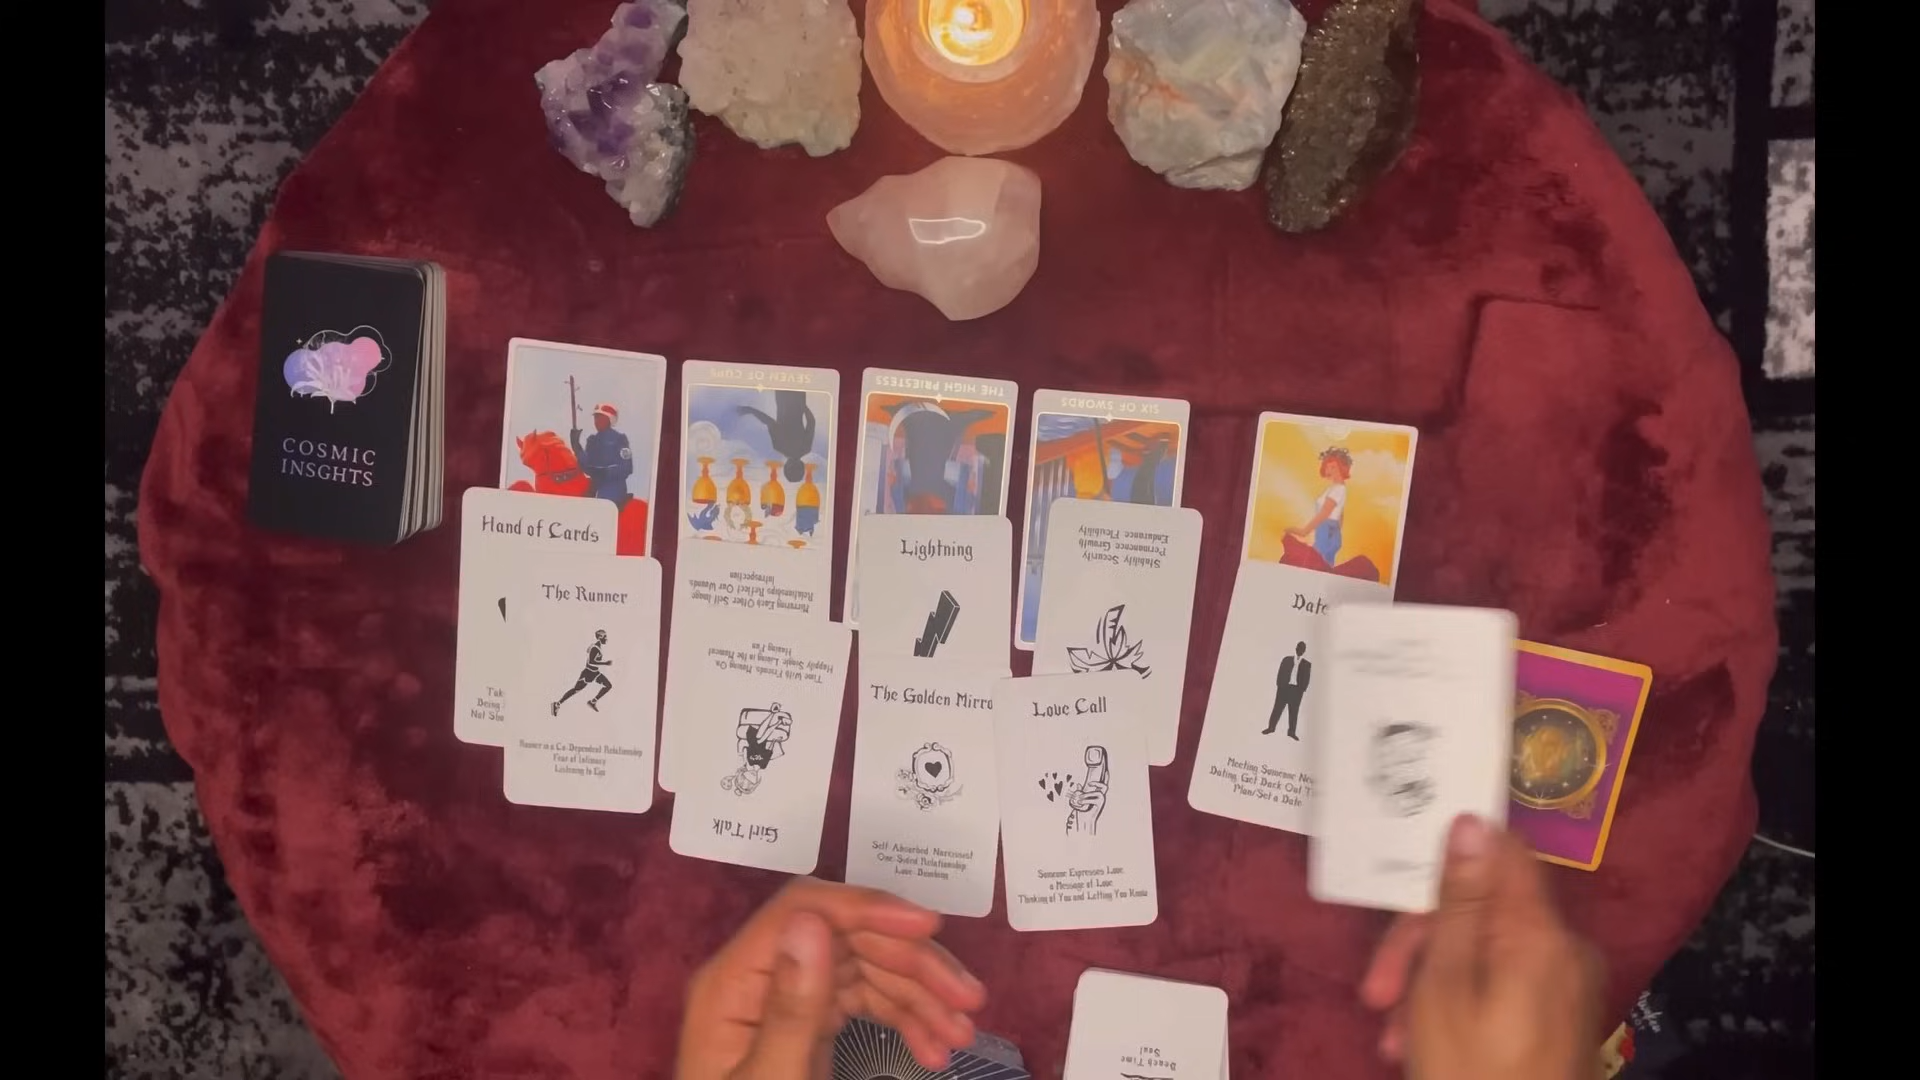 COSMIC
INSGHTS
SEVEN OF CUPS
THE HIGH PRIESTESS
SIX OF SWORDS
Hand of Cards
The Runner
Runner in a Co-Dependent Relationship
Fear of Intimacy
Listening to Ego
Mirroring Each Other Self Image
Relationships Reflect Our Wounds
Introspection
Girl Talk
Time With Friends, Moving On,
Happily Single Living in the Moment
Having Fun
Lightning
The Golden Mirro
Self-Absorbed, Narcissist
One-Sided Relationship
Love-Bombing
Stability Security
Permanence Growth
Endurance Flexibility
Love Call
Someone Expresses Love
a Message of Love
Thinking of You and Letting You Know
Date
Meeting Someone New
Dating, Get Back Out
Plan/Set a Date
Beach Time
Soul